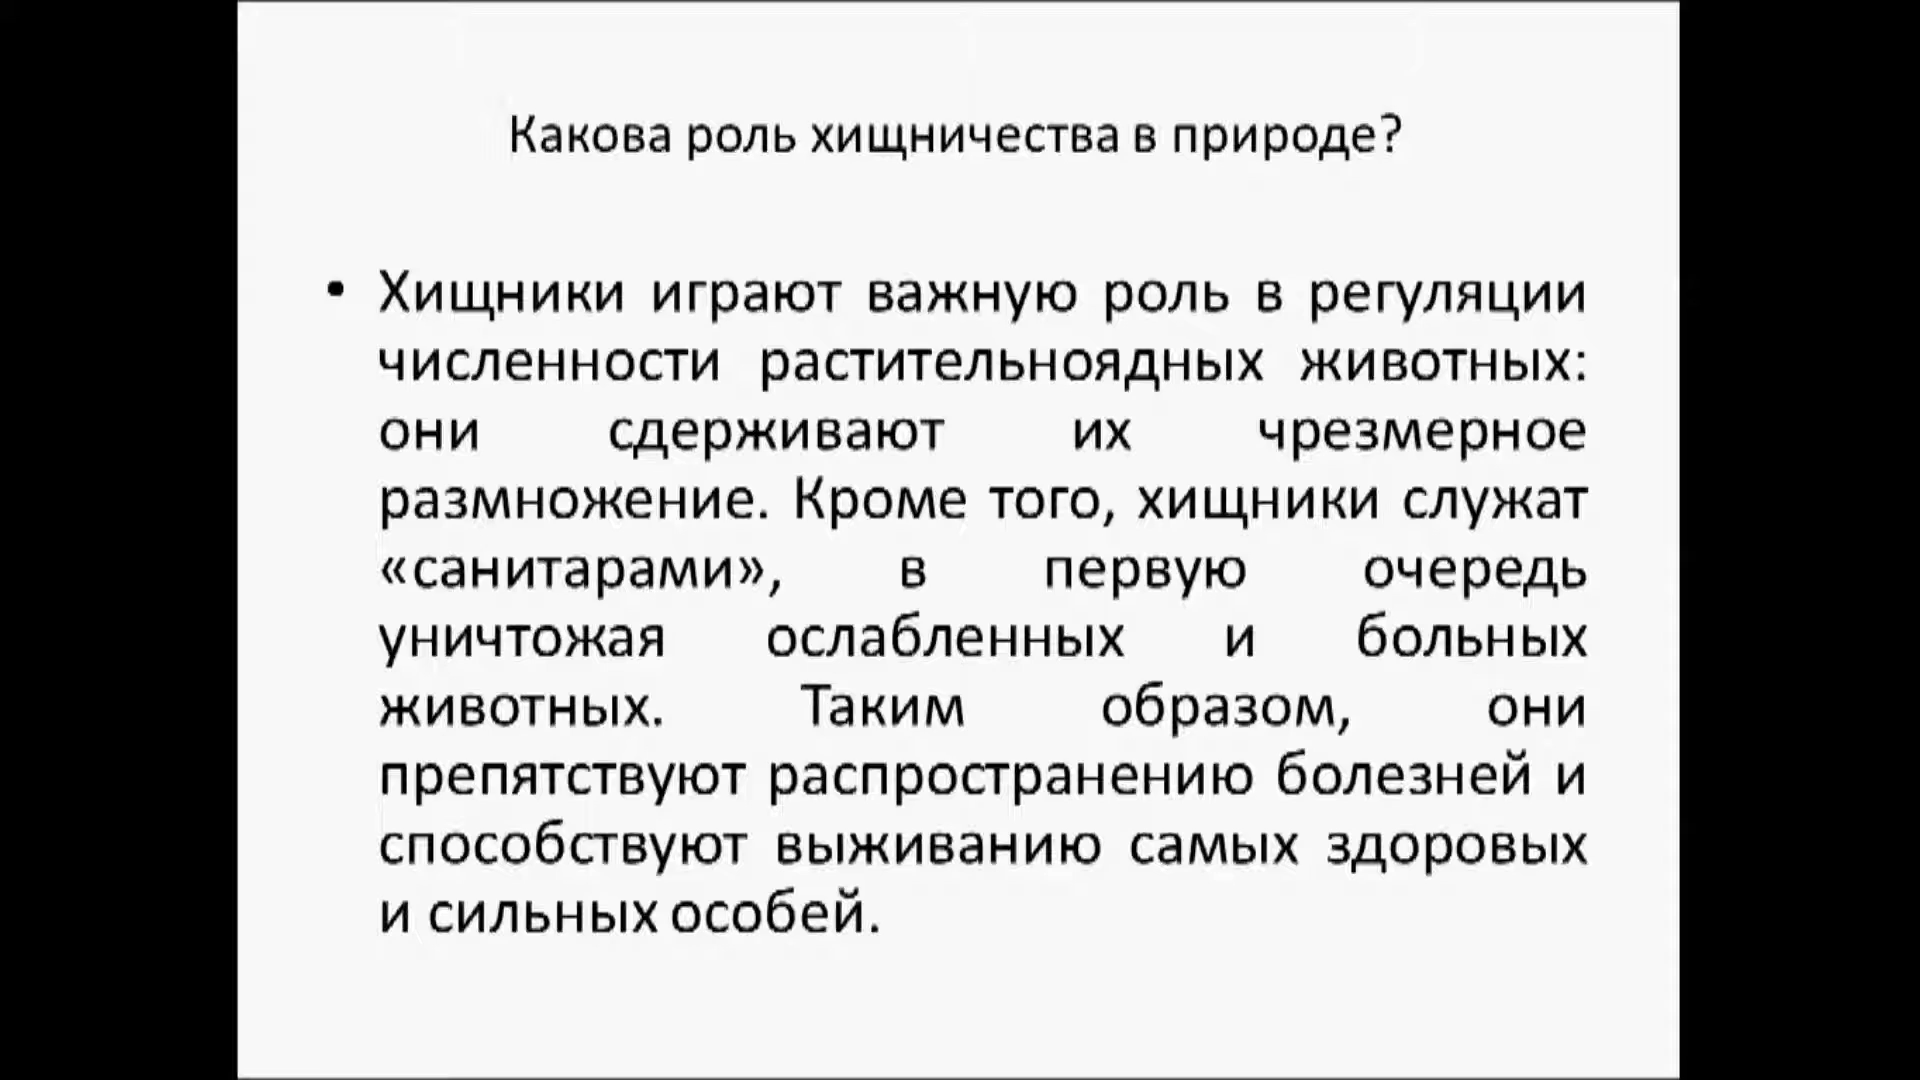 Какова роль хищничества в природе?
• Хищники играют важную роль в регуляции
численности растительноядных животных:
они сдерживают их чрезмерное
размножение. Кроме того, хищники служат
«санитарами», в первую очередь
уничтожая ослабленных и больных
животных. Таким образом, они
препятствуют распространению болезней и
способствуют выживанию самых здоровых
и сильных особей.